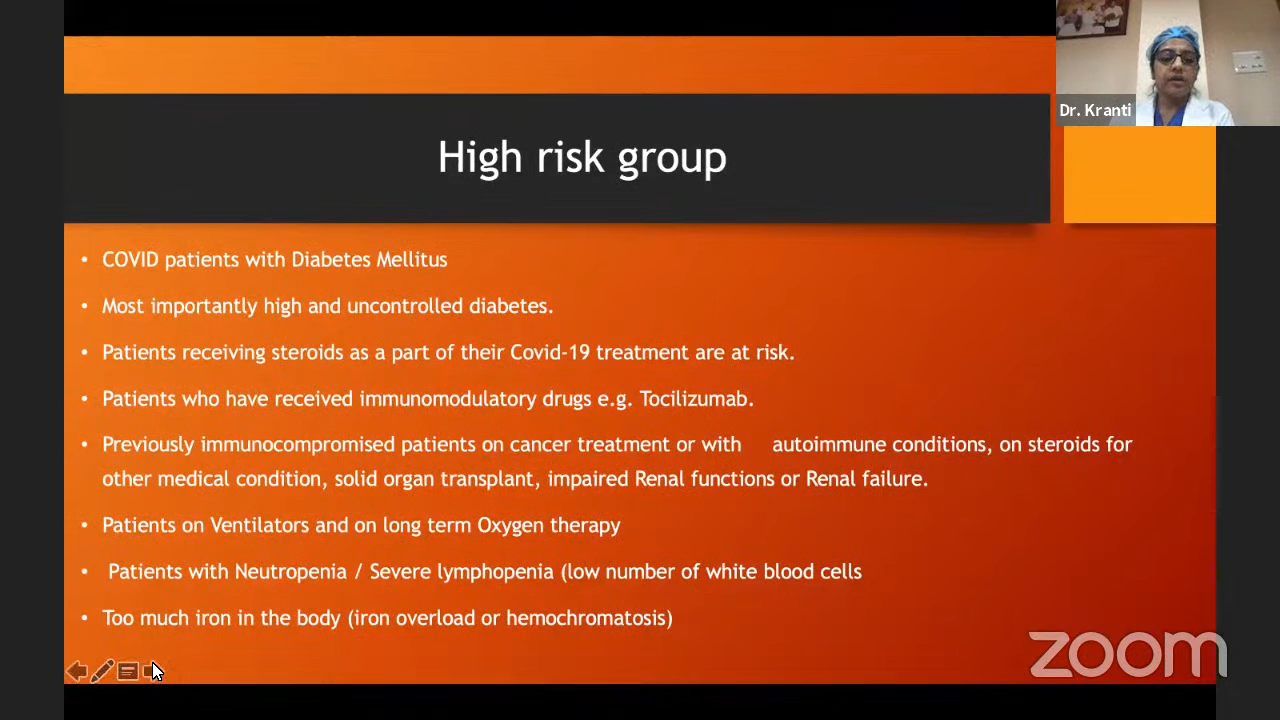 Dr. Kranti
High risk group
• COVID patients with Diabetes Mellitus
• Most importantly high and uncontrolled diabetes.
• Patients receiving steroids as a part of their Covid-19 treatment are at risk.
• Patients who have received immunomodulatory drugs e.g. Tocilizumab.
• Previously immunocompromised patients on cancer treatment or with autoimmune conditions, on steroids for
other medical condition, solid organ transplant, impaired Renal functions or Renal failure.
• Patients on Ventilators and on long term Oxygen therapy
• Patients with Neutropenia / Severe lymphopenia (low number of white blood cells
• Too much iron in the body (iron overload or hemochromatosis)
zoom